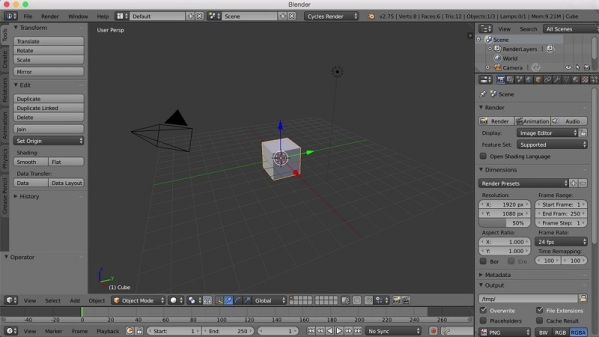 Blender
File Render Window Help Default Scene Cycles Render v2.75 | Verts:8 | Faces:6 | Tris:12 | Objects:1/3 | Lamps:0/1 | Mem:9.21M | Cube
Tools
Create
Relations
Animation
Physics
Grease Pencil
Transform
Translate
Rotate
Scale
Mirror
Edit
Duplicate
Duplicate Linked
Delete
Join
Set Origin
Shading:
Smooth Flat
Data Transfer:
Data Data Layout
History
Operator
User Persp
(1) Cube
View Select Add Object Object Mode Global
View Search All Scenes
Scene
RenderLayers
World
Camera
Scene
Render
Render Animation Audio
Display: Image Editor
Feature Set: Supported
Open Shading Language
Dimensions
Render Presets
Resolution: Frame Range:
X: 1920 px Start Frame: 1
Y: 1080 px End Fram: 250
50% Frame Step: 1
Aspect Ratio: Frame Rate:
X: 1.000 24 fps
Y: 1.000 Time Remapping:
Bor Cro 100 100
Metadata
Output
/tmp/
Overwrite File Extensions
Placeholders Cache Result
PNG BW RGB RGBA
-40 -20 0 20 40 60 80 100 120 140 160 180 200 220 240 260
View Marker Frame Playback Start: 1 End: 250 1 No Sync